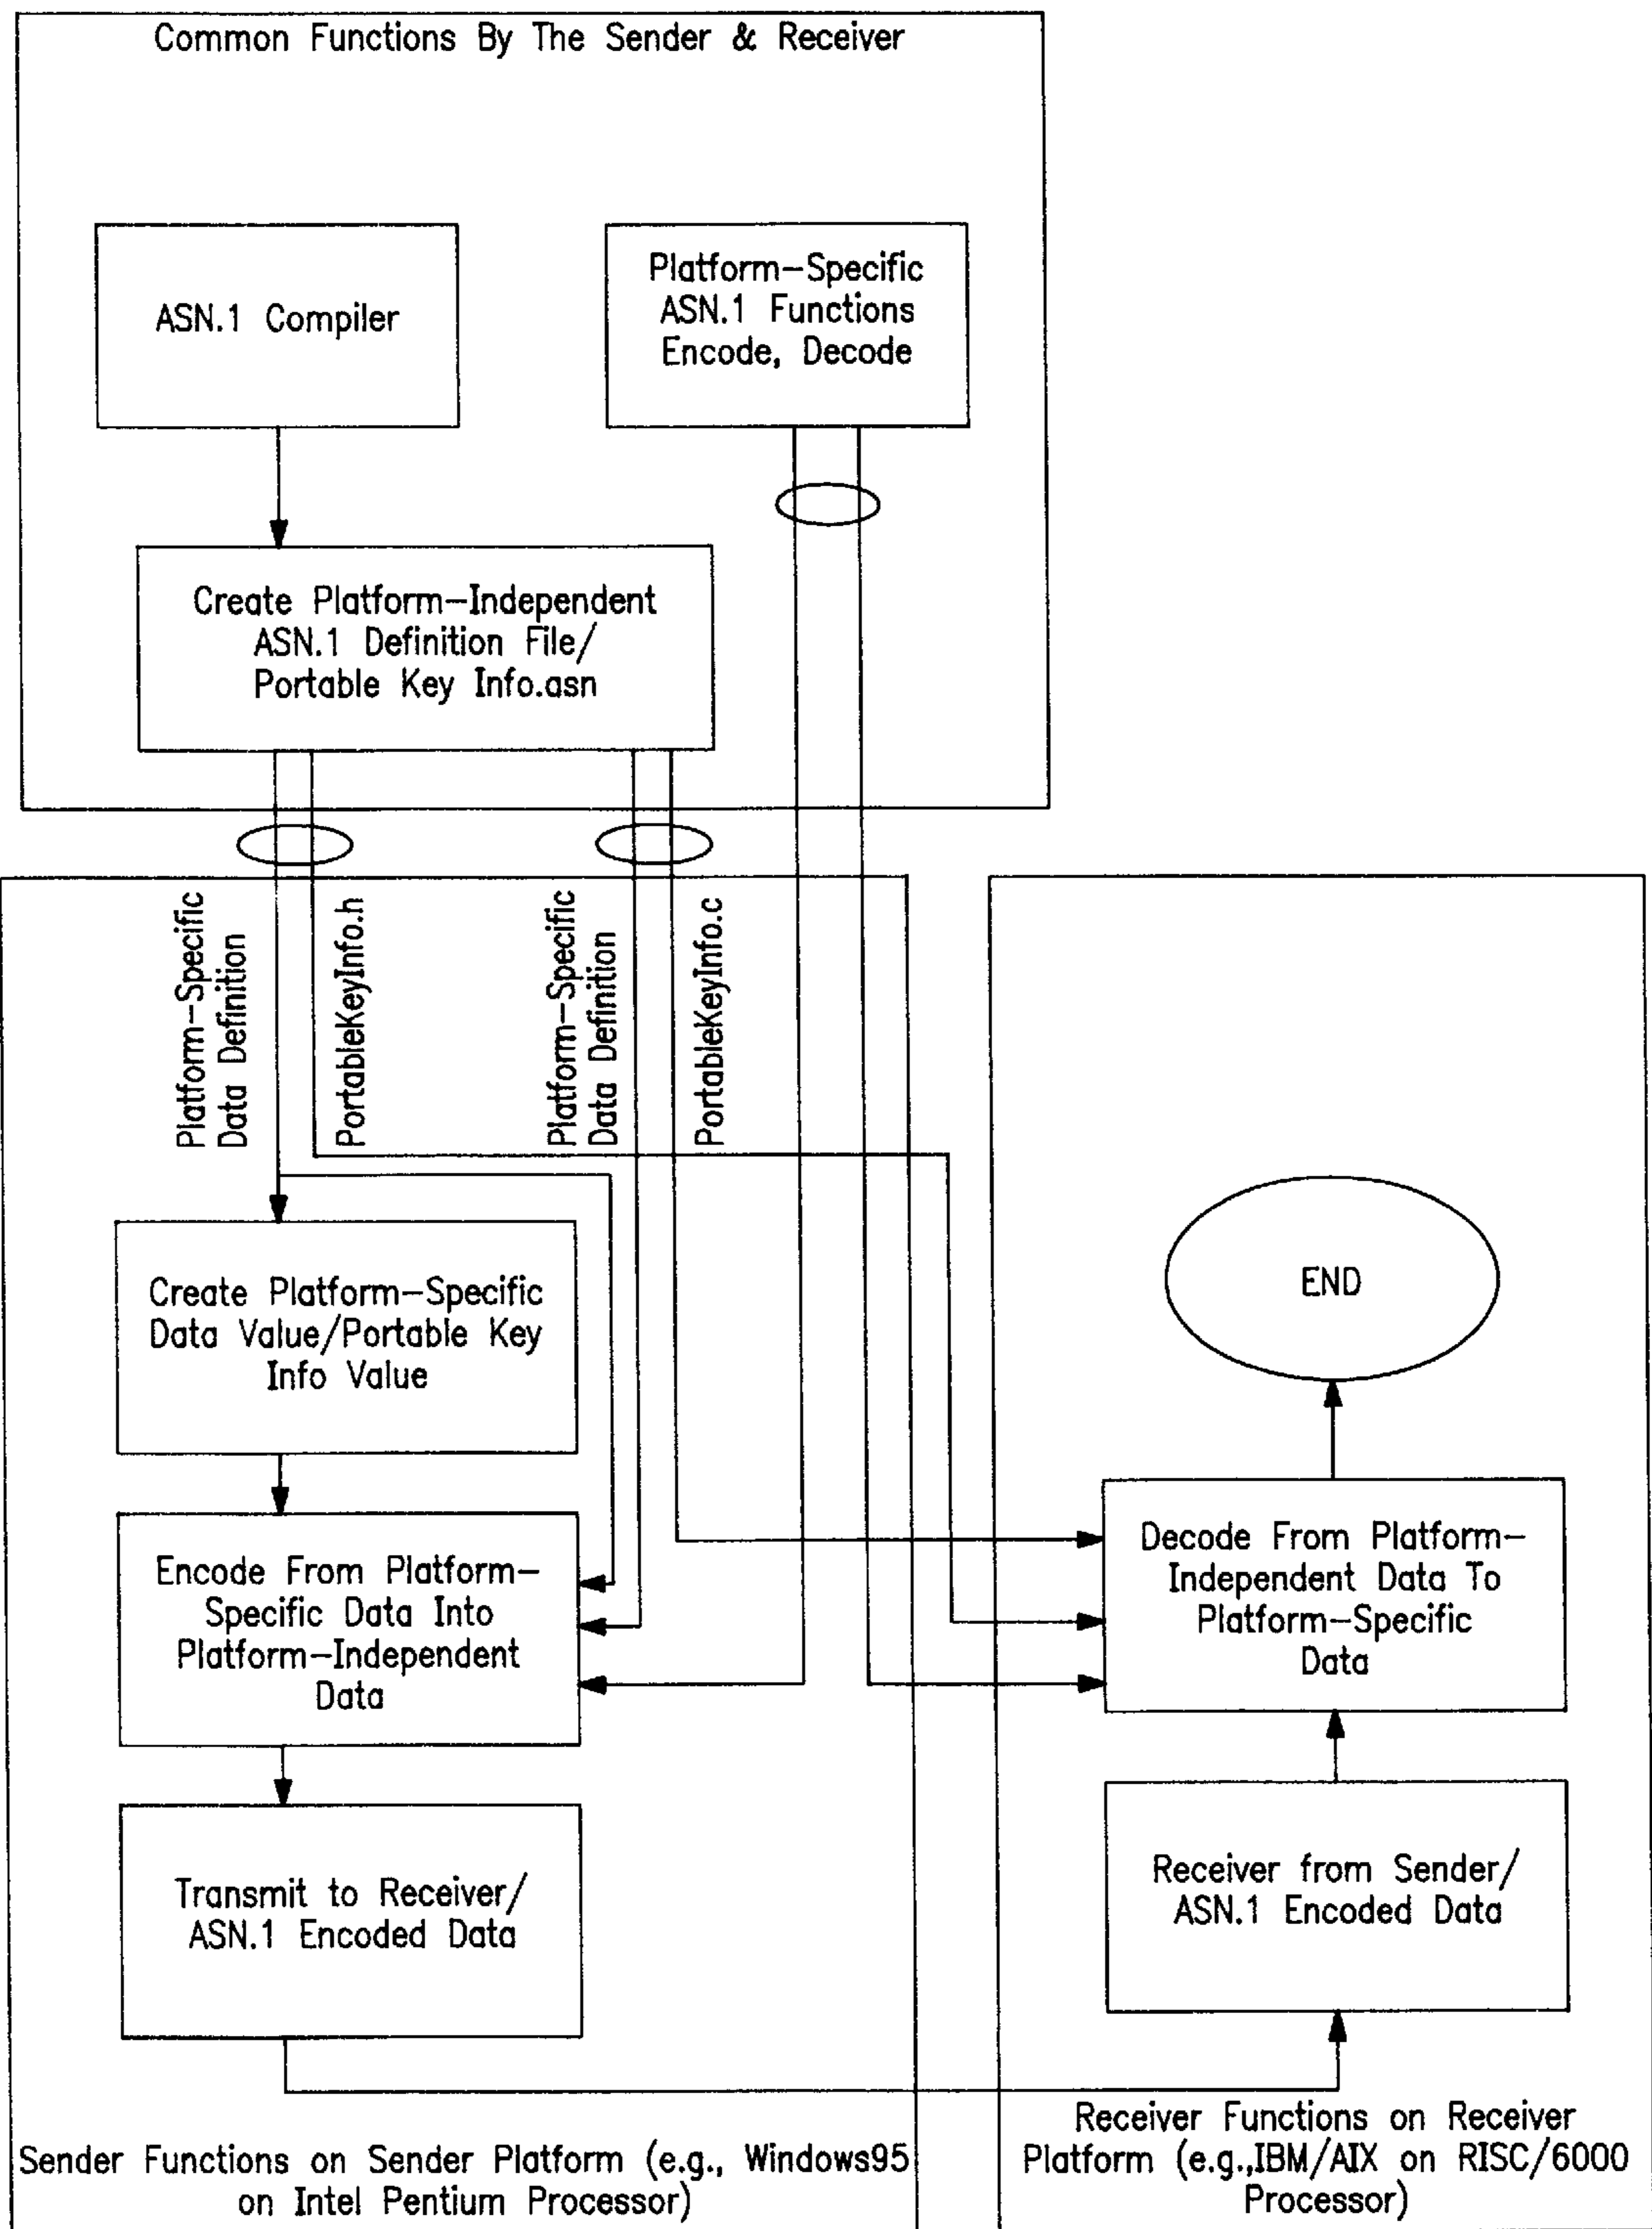 Common Functions By The Sender & Receiver
ASN.1 Compiler
Platform-Specific
ASN.1 Functions
Encode, Decode
Create Platform-Independent
ASN.1 Definition File/
Portable Key Info.asn
Platform-Specific
Data Definition
PortableKeyInfo.h
Platform-Specific
Data Definition
PortableKeyInfo.c
Create Platform-Specific
Data Value/Portable Key
Info Value
END
Encode From Platform-
Specific Data Into
Platform-Independent
Data
Decode From Platform-
Independent Data To
Platform-Specific
Data
Transmit to Receiver/
ASN.1 Encoded Data
Receiver from Sender/
ASN.1 Encoded Data
Sender Functions on Sender Platform (e.g., Windows95
on Intel Pentium Processor)
Receiver Functions on Receiver
Platform (e.g.,IBM/AIX on RISC/6000
Processor)